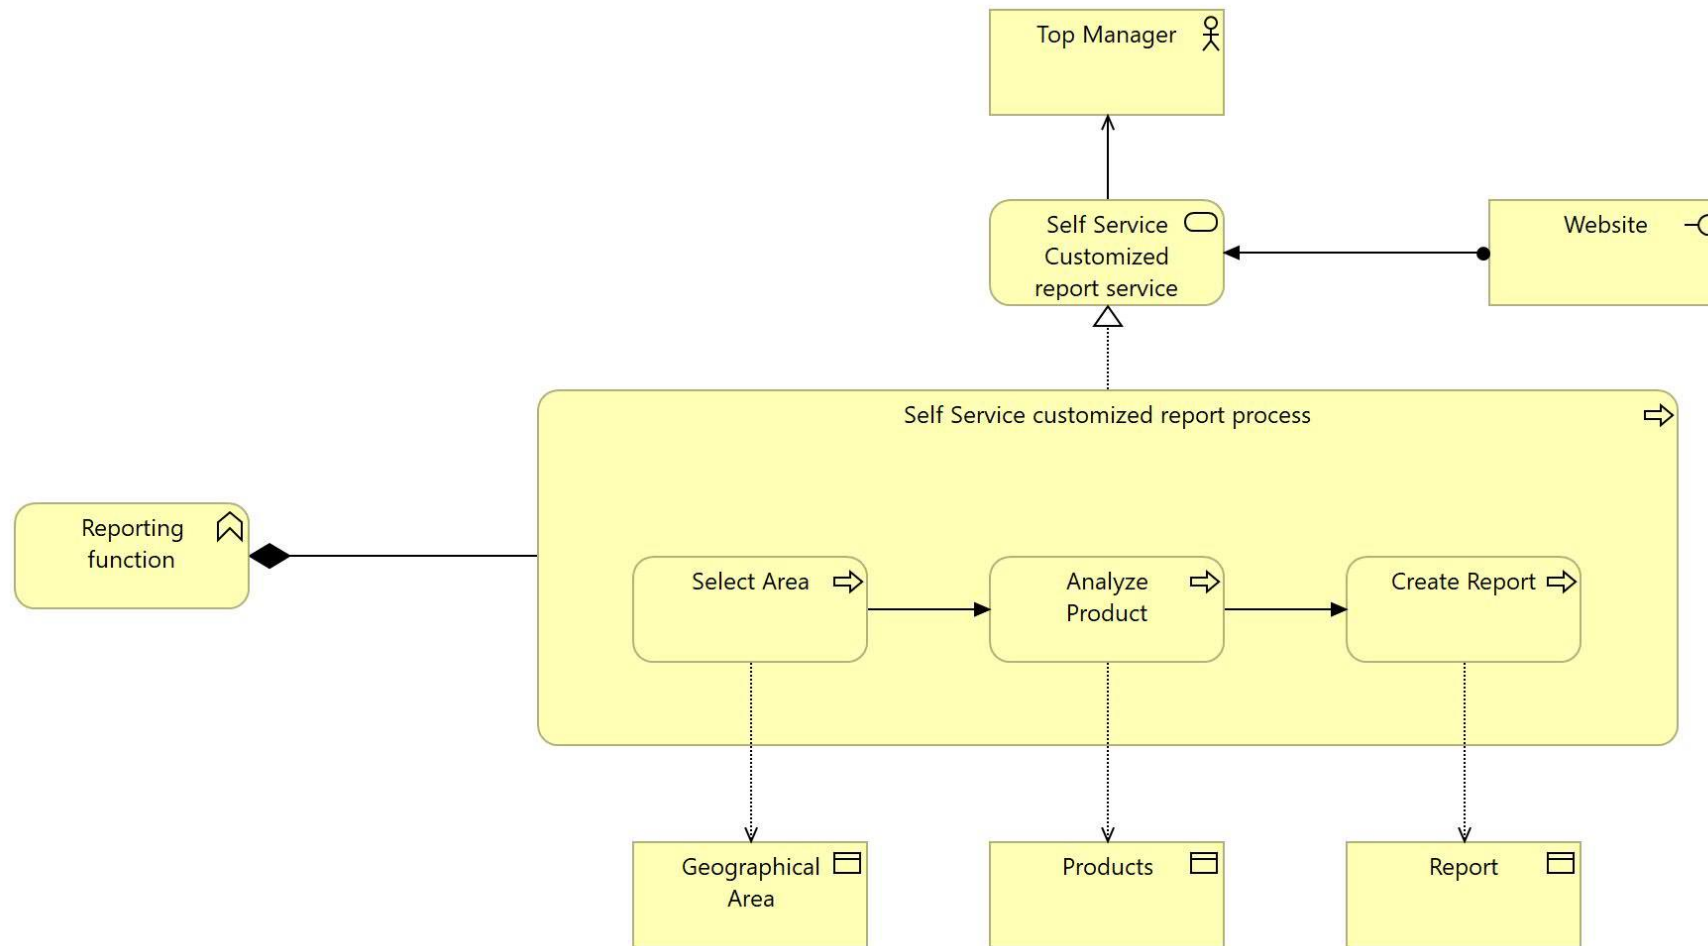 Top Manager
Self Service
Customized
report service
Website
Self Service customized report process
Reporting
function
Select Area
Analyze
Product
Create Report
Geographical
Area
Products
Report